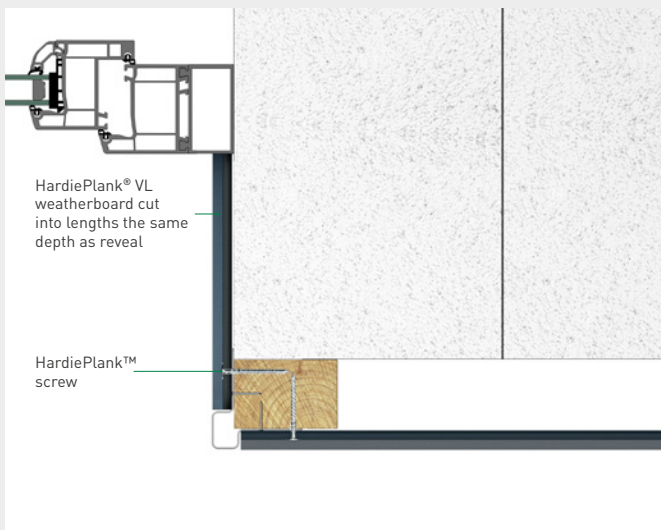 HardiePlank® VL
weatherboard cut
into lengths the same
depth as reveal
HardiePlank™
screw